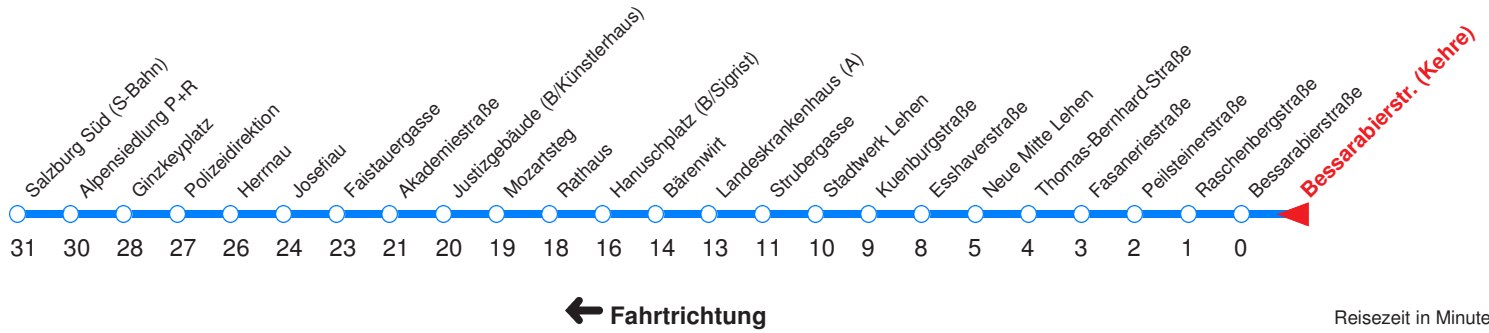 Salzburg Süd (S-Bahn)
Alpensiedlung P+R
Ginzkeyplatz
Polizeidirektion
Herrnau
Josefiau
Faistauergasse
Akademiestraße
Justizgebäude (B/Künstlerhaus)
Mozartsteg
Rathaus
Hanuschplatz (B/Sigrist)
Bärenwirt
Landeskrankenhaus (A)
Strubergasse
Stadtwerk Lehen
Kuenburgstraße
Esshaverstraße
Neue Mitte Lehen
Thomas-Bernhard-Straße
Fasaneriestraße
Peilsteinerstraße
Raschenbergstraße
Bessarabierstraße
Bessarabierstr. (Kehre)
31 30 28 27 26 24 23 21 20 19 18 16 14 13 11 10 9 8 5 4 3 2 1 0
Fahrtrichtung
Reisezeit in Minute